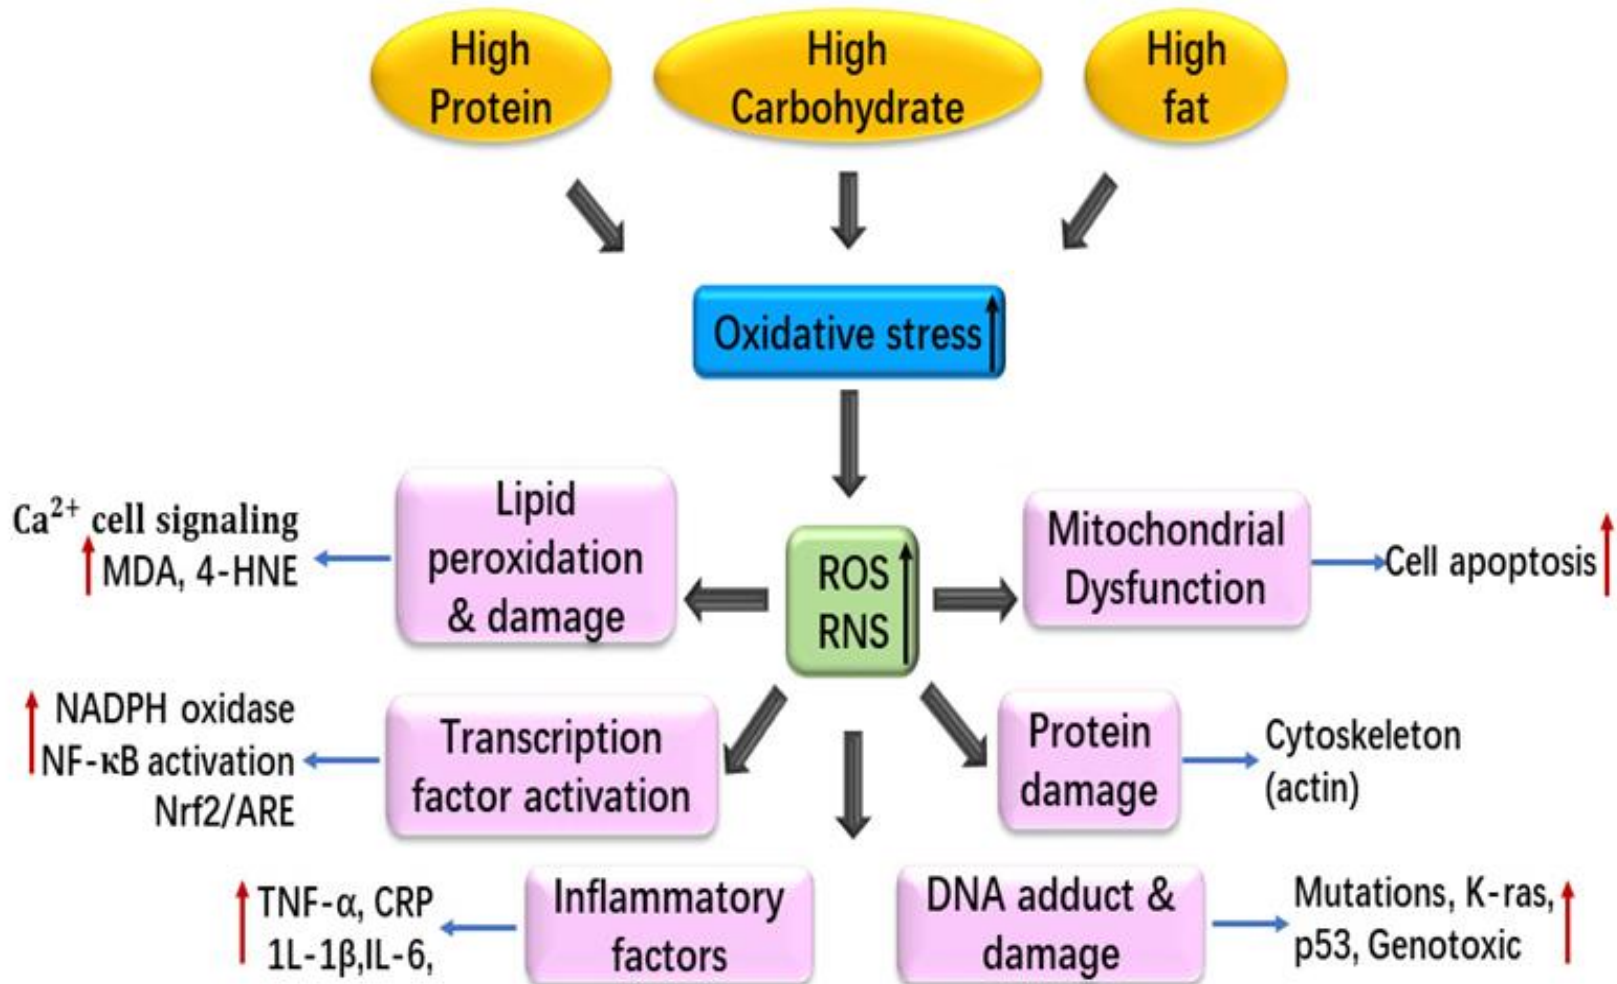 High
Protein
High
Carbohydrate
High
fat
Oxidative stress
ROS
RNS
Lipid
peroxidation
& damage
Ca²⁺ cell signaling
MDA, 4-HNE
Mitochondrial
Dysfunction
Cell apoptosis
Transcription
factor activation
NADPH oxidase
NF-κB activation
Nrf2/ARE
Protein
damage
Cytoskeleton
(actin)
Inflammatory
factors
TNF-α, CRP
1L-1β,IL-6,
DNA adduct &
damage
Mutations, K-ras,
p53, Genotoxic